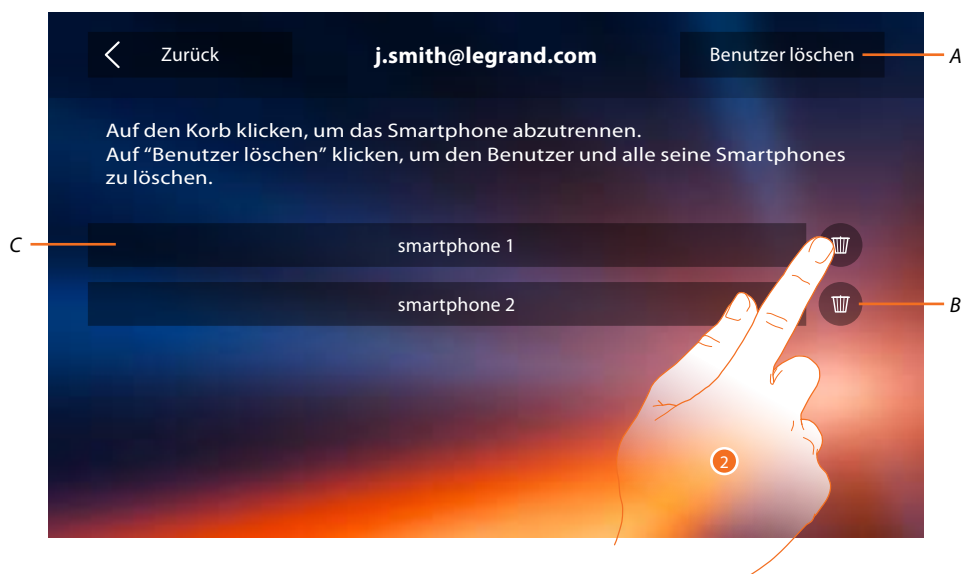 Zurück
j.smith@legrand.com
Benutzer löschen
A
Auf den Korb klicken, um das Smartphone abzutrennen.
Auf “Benutzer löschen” klicken, um den Benutzer und alle seine Smartphones
zu löschen.
C
smartphone 1
smartphone 2
B
2